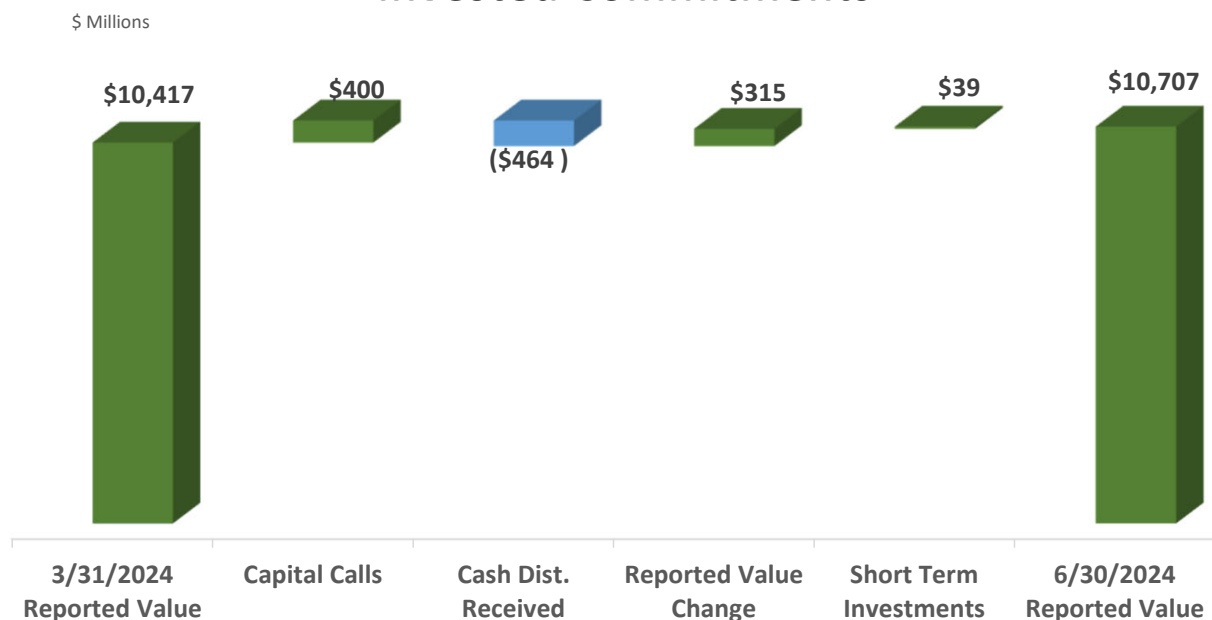 $ Millions
$10,417
$400
($464 )
$315
$39
$10,707
3/31/2024
Reported Value
Capital Calls
Cash Dist.
Received
Reported Value
Change
Short Term
Investments
6/30/2024
Reported Value